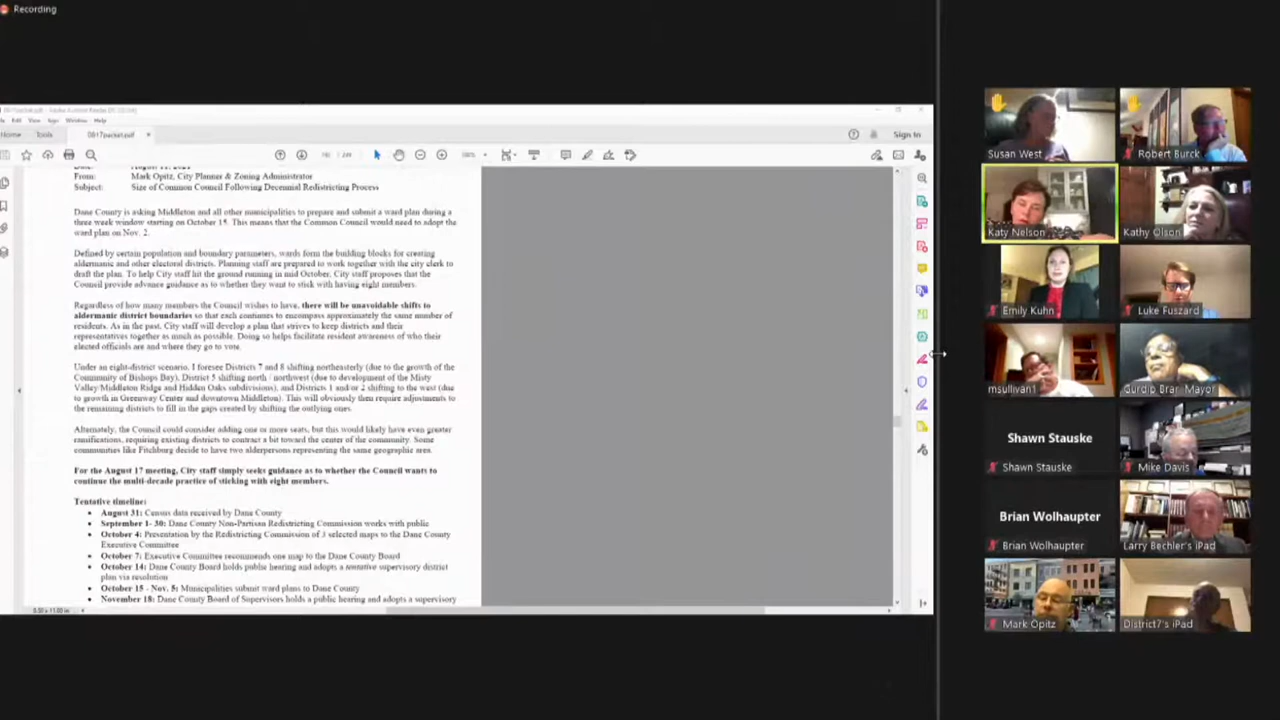 Recording
File Edit View Sign Window Help
Home Tools 0817packet.pdf × Sign In
From: Mark Opitz, City Planner & Zoning Administrator
Subject: Size of Common Council Following Decennial Redistricting Process
Dane County is asking Middleton and all other municipalities to prepare and submit a ward plan during a
three week window starting on October 15. This means that the Common Council would need to adopt the
ward plan on Nov. 2.
Defined by certain population and boundary parameters, wards form the building blocks for creating
aldermanic and other electoral districts. Planning staff are prepared to work together with the city clerk to
draft the plan. To help City staff hit the ground running in mid October, City staff proposes that the
Council provide advance guidance as to whether they want to stick with having eight members.
Regardless of how many members the Council wishes to have, there will be unavoidable shifts to
aldermanic district boundaries so that each continues to encompass approximately the same number of
residents. As in the past, City staff will develop a plan that strives to keep districts and their
representatives together as much as possible. Doing so helps facilitate resident awareness of who their
elected officials are and where they go to vote.
Under an eight-district scenario, I foresee Districts 7 and 8 shifting northeasterly (due to the growth of the
Community of Bishops Bay), District 5 shifting north / northwest (due to development of the Misty
Valley/Middleton Ridge and Hidden Oaks subdivisions), and Districts 1 and/or 2 shifting to the west (due
to growth in Greenway Center and downtown Middleton). This will obviously then require adjustments to
the remaining districts to fill in the gaps created by shifting the outlying ones.
Alternately, the Council could consider adding one or more seats, but this would likely have even greater
ramifications, requiring existing districts to contract a bit toward the center of the community. Some
communities like Fitchburg decide to have two alderpersons representing the same geographic area.
For the August 17 meeting, City staff simply seeks guidance as to whether the Council wants to
continue the multi-decade practice of sticking with eight members.
Tentative timeline:
• August 31: Census data received by Dane County
• September 1- 30: Dane County Non-Partisan Redistricting Commission works with public
• October 4: Presentation by the Redistricting Commission of 3 selected maps to the Dane County
Executive Committee
• October 7: Executive Committee recommends one map to the Dane County Board
• October 14: Dane County Board holds public hearing and adopts a tentative supervisory district
plan via resolution
• October 15 - Nov. 5: Municipalities submit ward plans to Dane County
• November 18: Dane County Board of Supervisors holds a public hearing and adopts a supervisory
8.50 x 11.00 in
Susan West
Robert Burck
Katy Nelson
Kathy Olson
Emily Kuhn
Luke Fuszard
msullivan1
Gurdip Brar Mayor
Shawn Stauske
Shawn Stauske
Mike Davis
Brian Wolhaupter
Brian Wolhaupter
Larry Bechler's iPad
Mark Opitz
District7's iPad